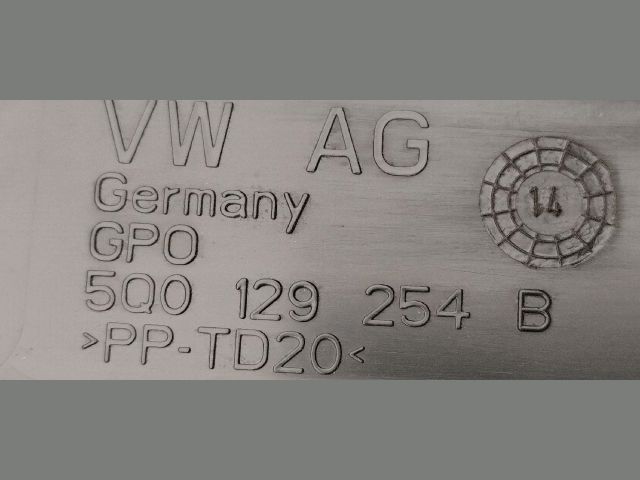 VW AG
Germany
GPO
5Q0 129 254 B
>PP-TD20<
14